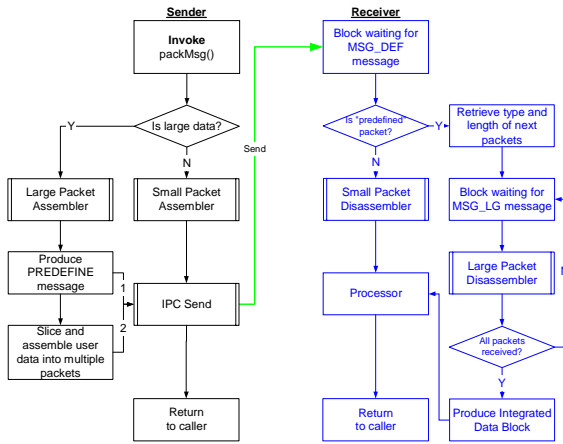 Sender
Receiver
Invoke
packMsg()
Is large data?
Y
N
Large Packet
Assembler
Small Packet
Assembler
Produce
PREDEFINE
message
1
2
IPC Send
Slice and
assemble user
data into multiple
packets
Return
to caller
Send
Block waiting for
MSG_DEF
message
Is "predefined"
packet?
Y
N
Retrieve type and
length of next
packets
Small Packet
Disassembler
Block waiting for
MSG_LG message
Processor
Large Packet
Disassembler
All packets
received?
N
Y
Return
to caller
Produce Integrated
Data Block